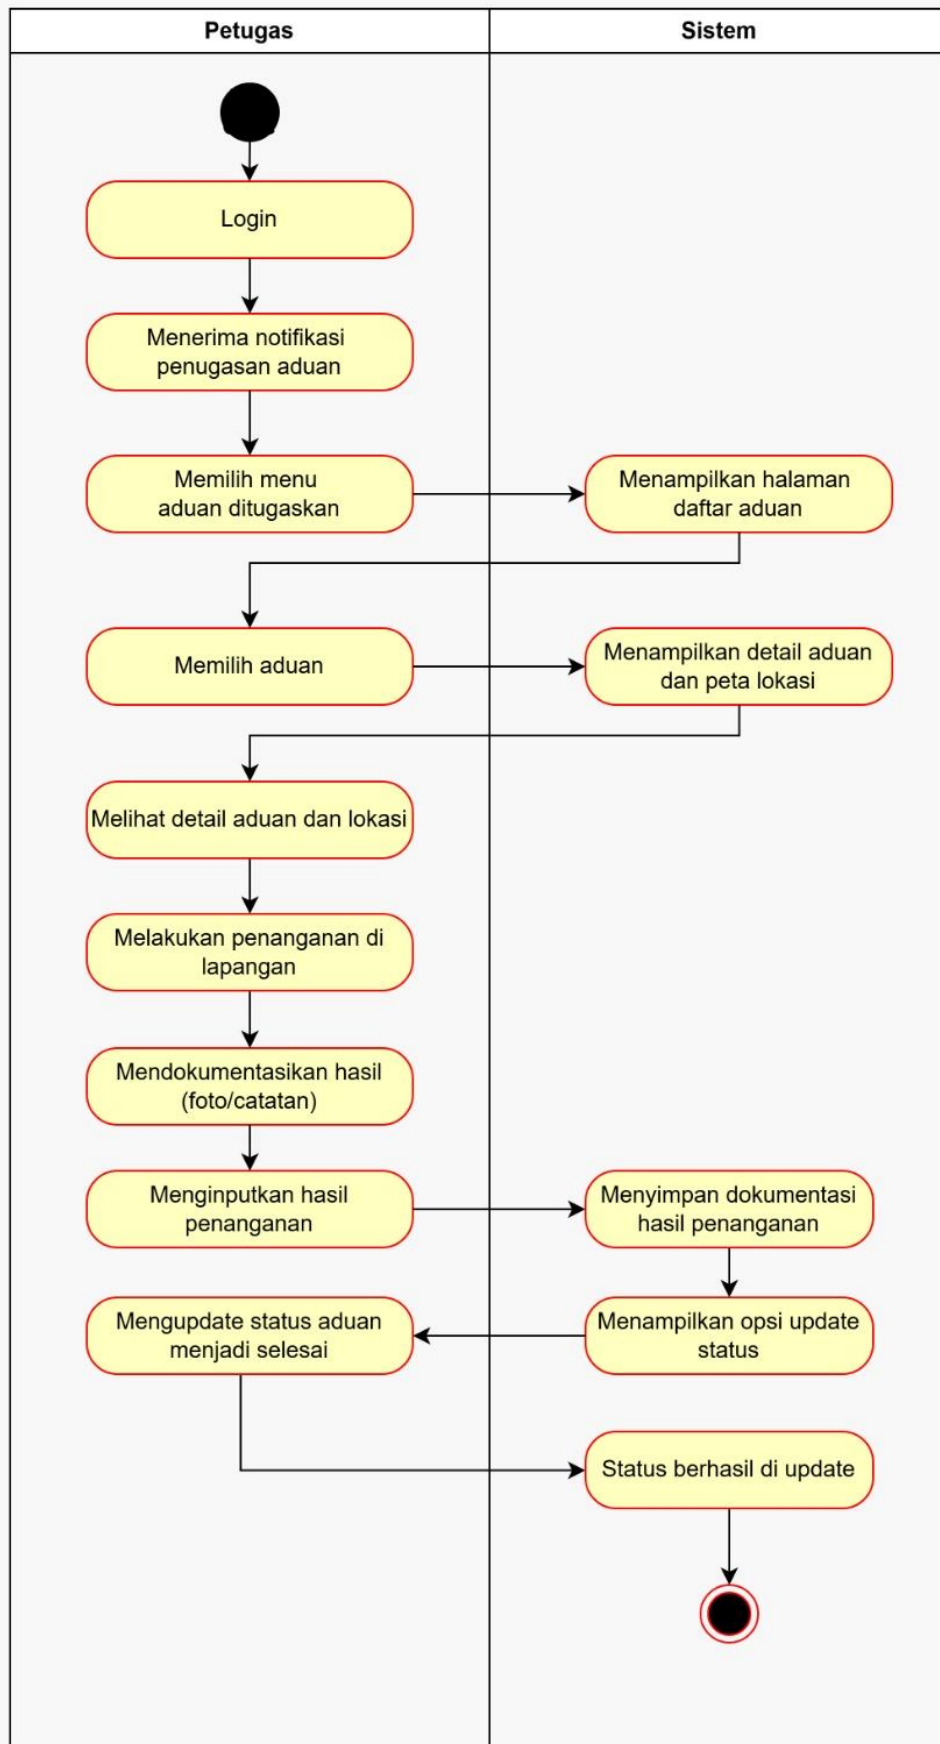 Petugas
Sistem
Login
Menerima notifikasi
penugasan aduan
Memilih menu
aduan ditugaskan
Menampilkan halaman
daftar aduan
Memilih aduan
Menampilkan detail aduan
dan peta lokasi
Melihat detail aduan dan lokasi
Melakukan penanganan di
lapangan
Mendokumentasikan hasil
(foto/catatan)
Menginputkan hasil
penanganan
Menyimpan dokumentasi
hasil penanganan
Menampilkan opsi update
status
Mengupdate status aduan
menjadi selesai
Status berhasil di update